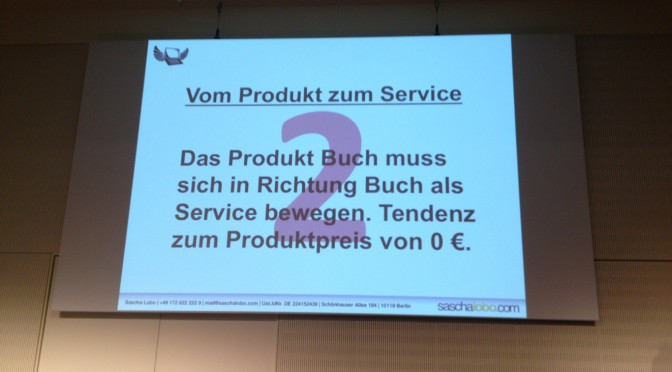 Vom Produkt zum Service
2
Das Produkt Buch muss
sich in Richtung Buch als
Service bewegen. Tendenz
zum Produktpreis von 0 €.
Sascha Lobo | +49 172 622 222 9 | mail@saschalobo.com | Ust.IdNr. DE 224152439 | Schönhauser Allee 184 | 10119 Berlin
saschalobo.com